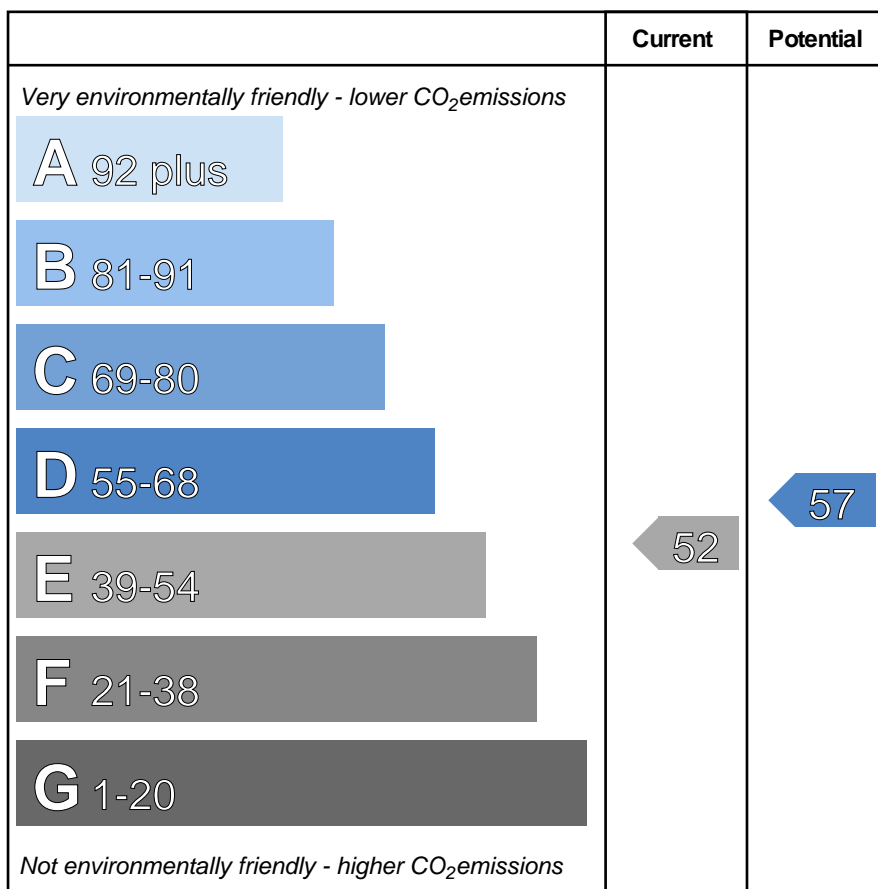 Current Potential
Very environmentally friendly - lower CO2emissions
A 92 plus
B 81-91
C 69-80
D 55-68
57
52
E 39-54
F 21-38
G 1-20
Not environmentally friendly - higher CO2emissions